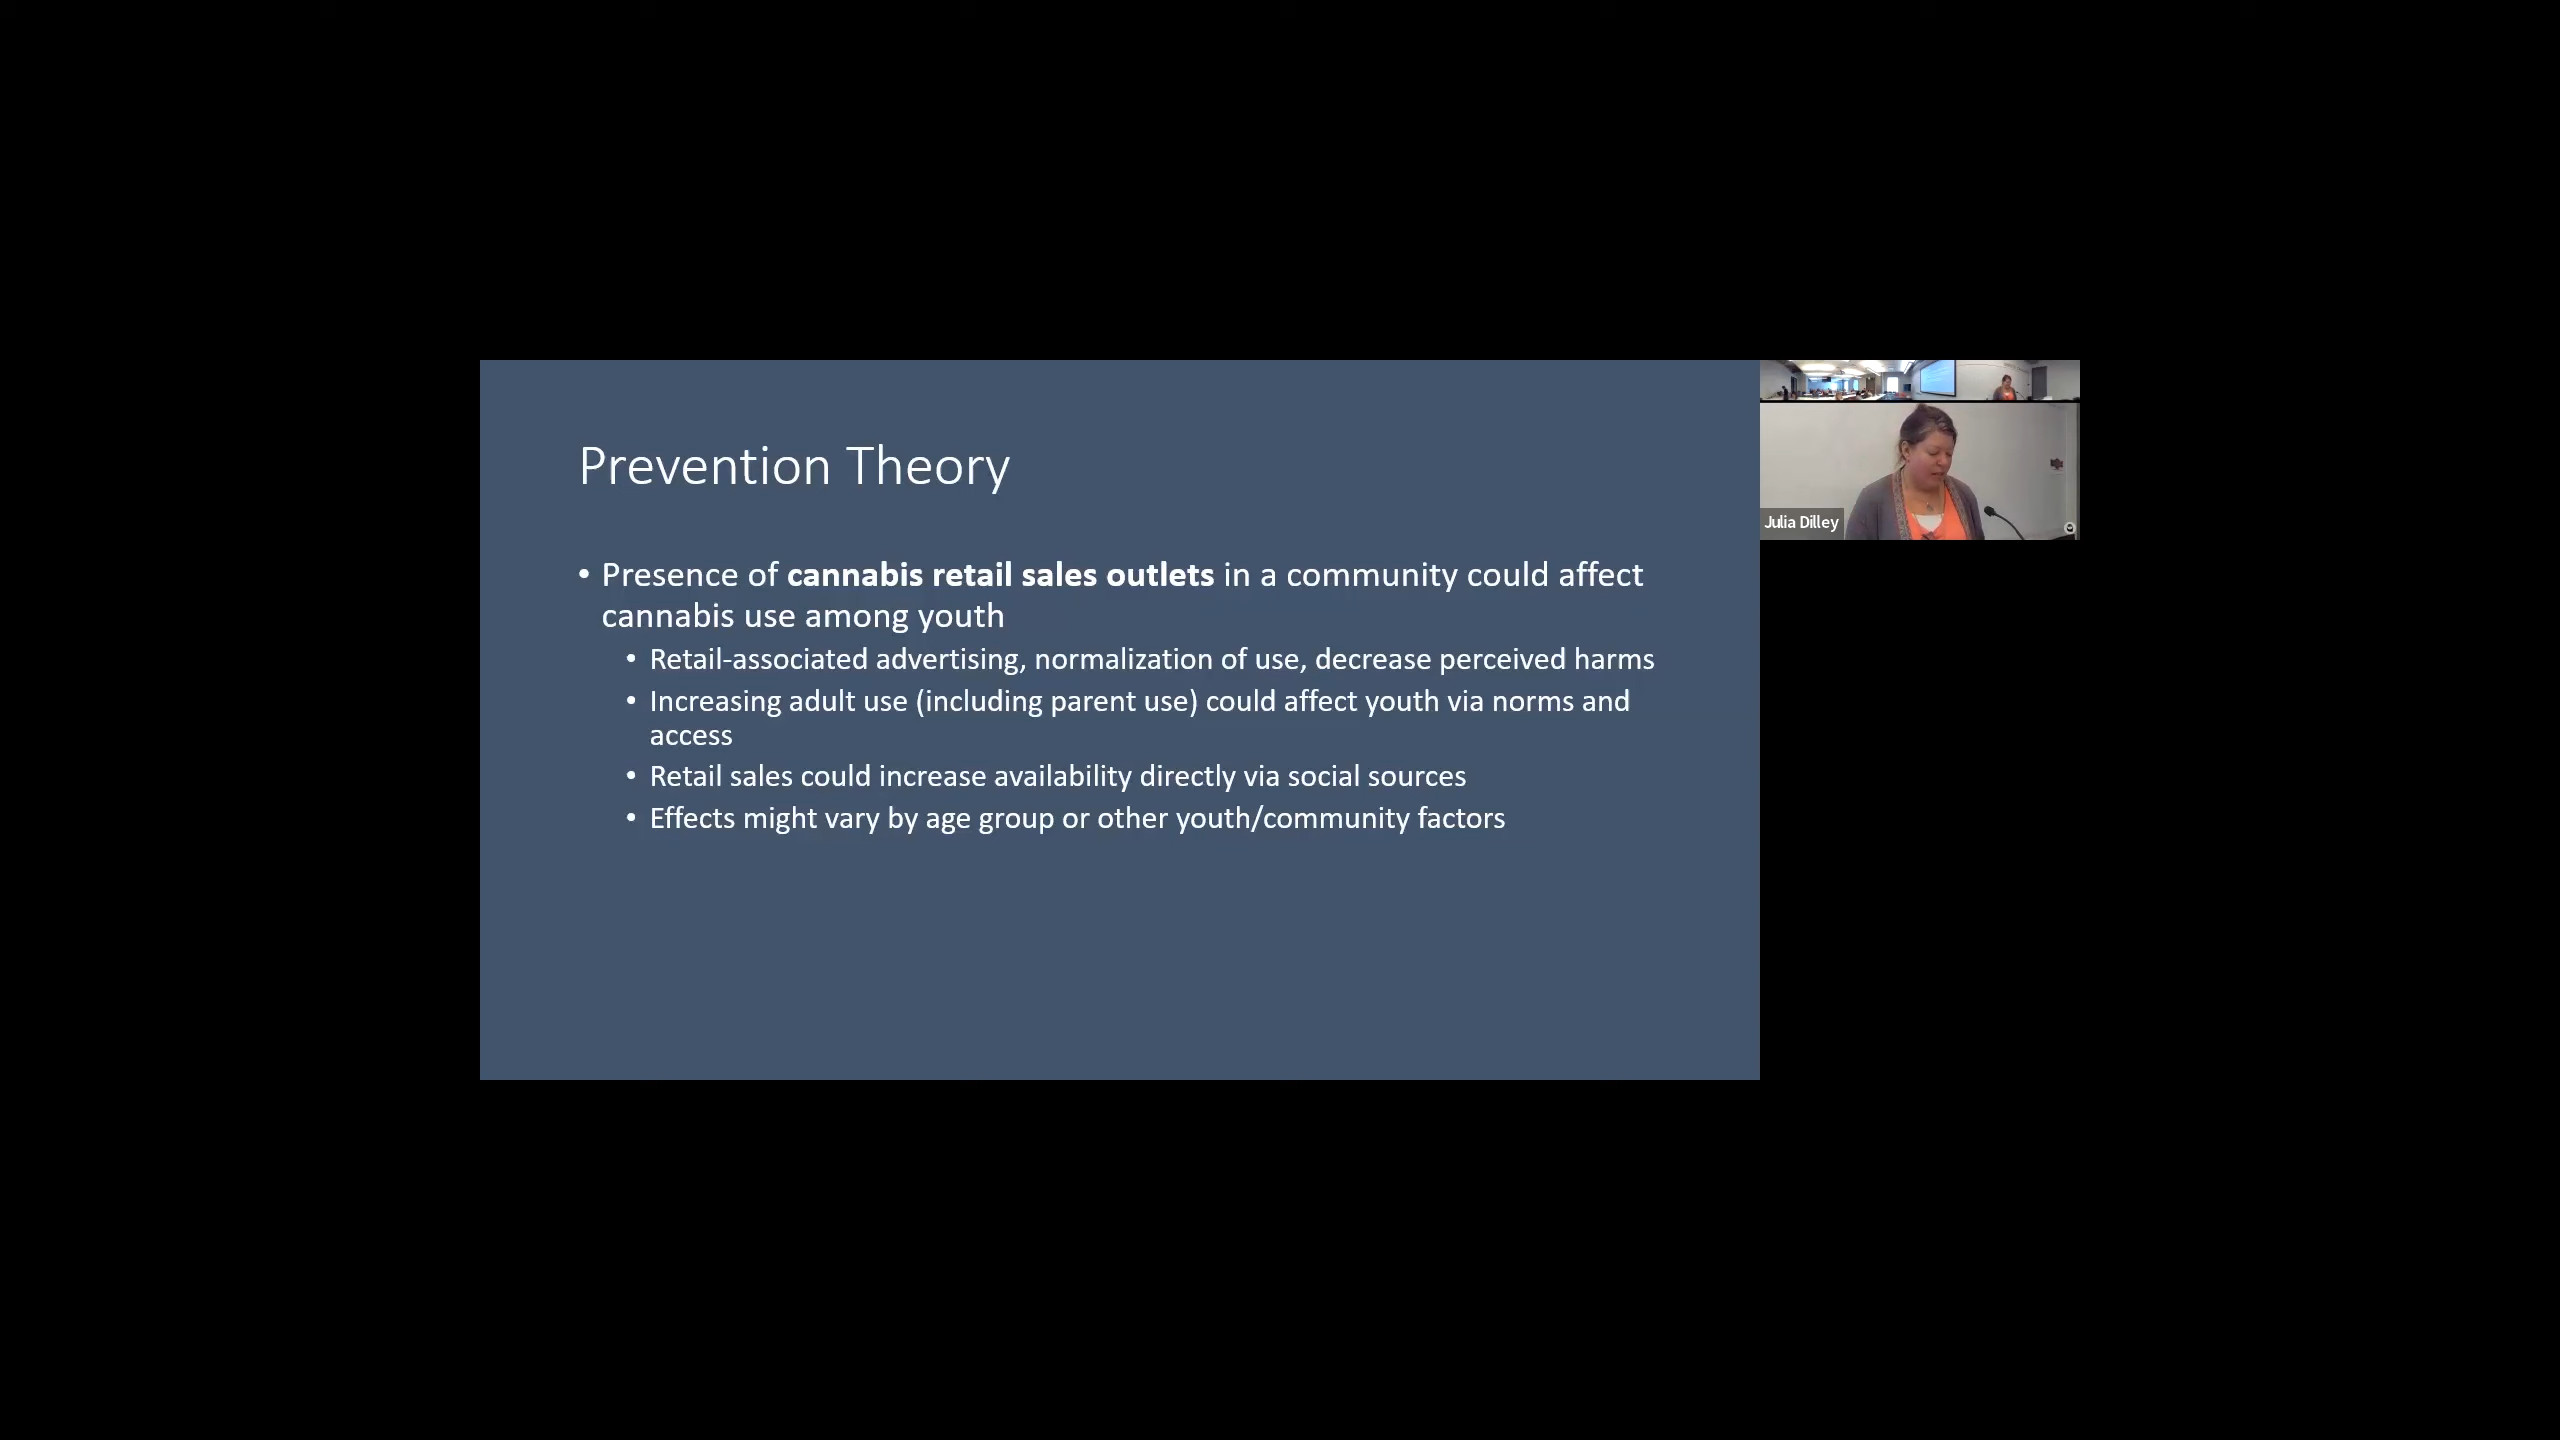 Prevention Theory
• Presence of cannabis retail sales outlets in a community could affect
cannabis use among youth
• Retail-associated advertising, normalization of use, decrease perceived harms
• Increasing adult use (including parent use) could affect youth via norms and
access
• Retail sales could increase availability directly via social sources
• Effects might vary by age group or other youth/community factors
Julia Dilley